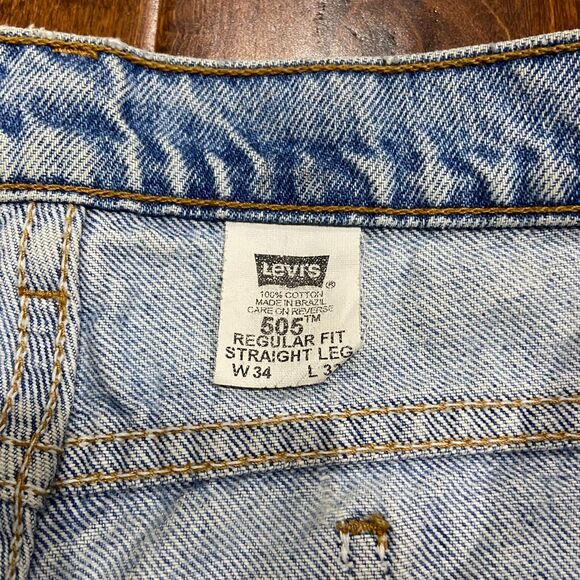 Levi's ®
100% COTTON
MADE IN BRAZIL
CARE ON REVERSE
505™
REGULAR FIT
STRAIGHT LEG
W 34 L